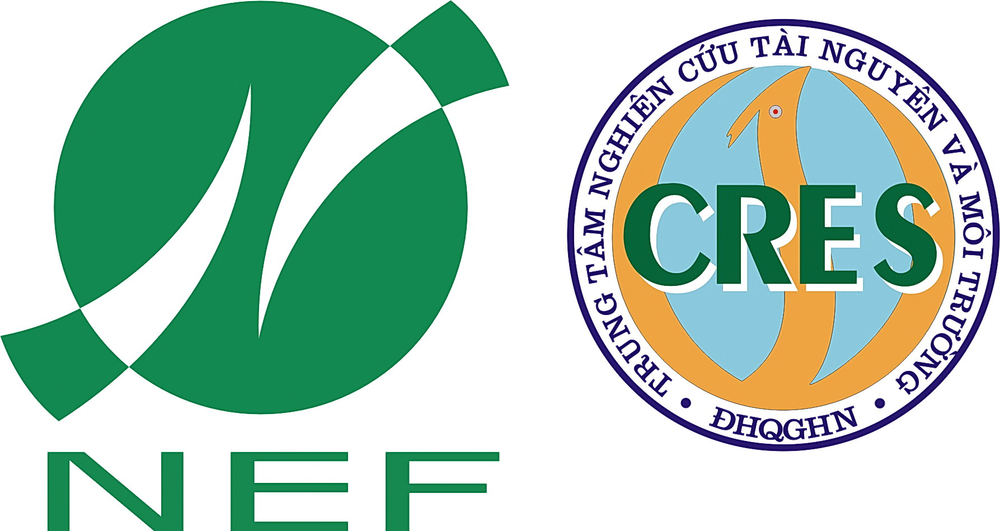 NEF
TRUNG TÂM NGHIÊN CỨU TÀI NGUYÊN VÀ MÔI TRƯỜNG
CRES
• ĐHQGHN •